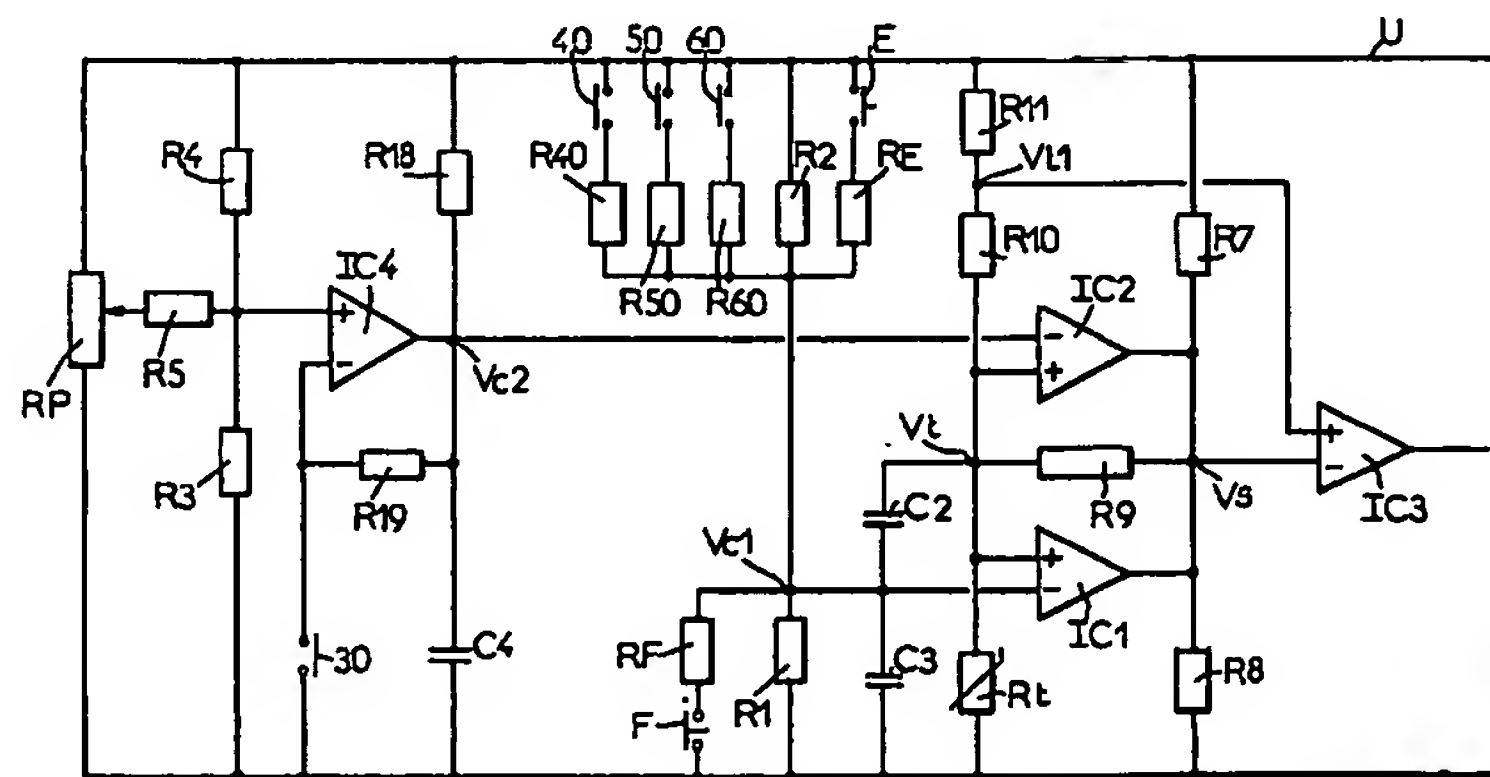 40 50 60 E U
R4 R18 R40 R2 RE R11 Vt1
R10 R7
IC4 R50 R60 IC2
+ -
RP R5 - Vc2 +
Vt +
R3 R19 C2 R9 Vs - IC3
Vc1 +
- IC1
30 C4 RF R1 C3 Rt R8
F